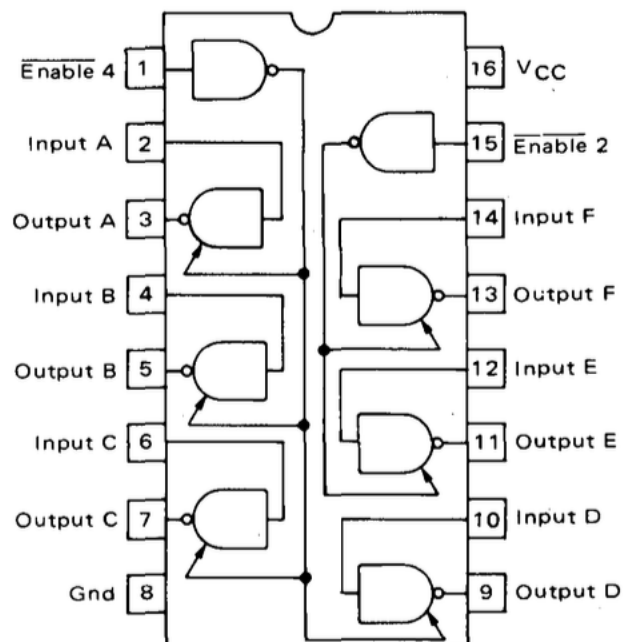 Enable 4 1
Input A 2
Output A 3
Input B 4
Output B 5
Input C 6
Output C 7
Gnd 8
16 VCC
15 Enable 2
14 Input F
13 Output F
12 Input E
11 Output E
10 Input D
9 Output D